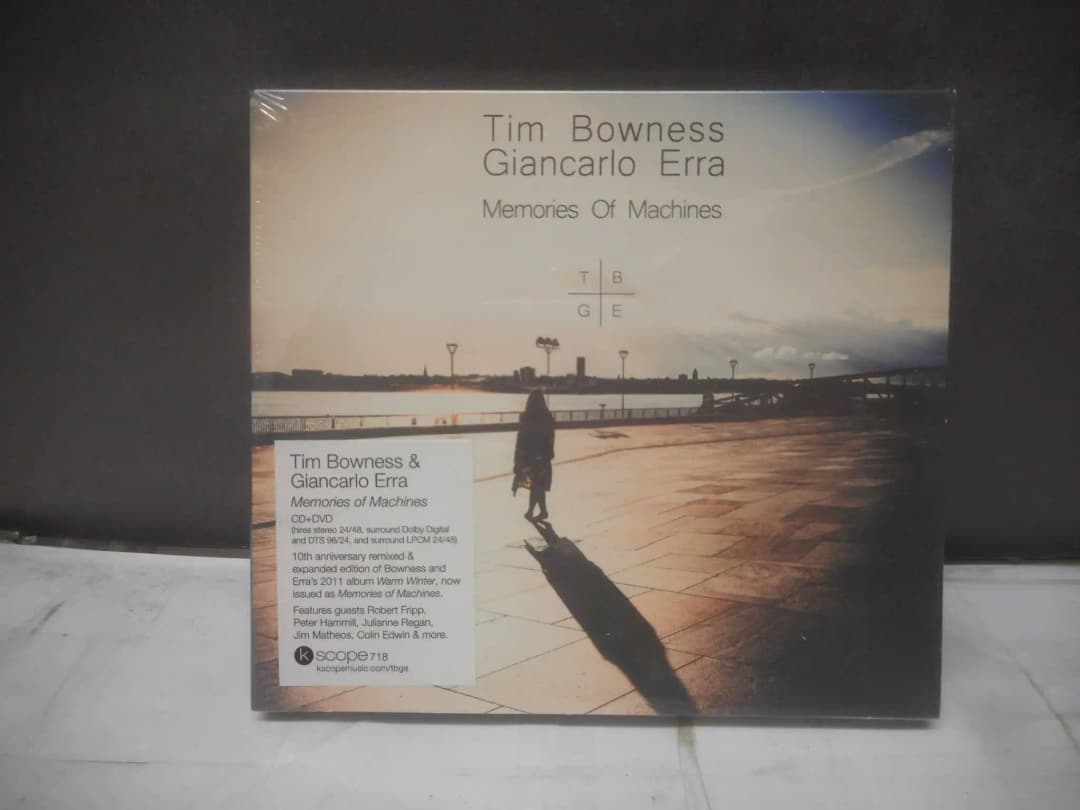 Tim Bowness
Giancarlo Erra
Memories Of Machines
T B
G E
Tim Bowness &
Giancarlo Erra
Memories of Machines
CD+DVD
(hires stereo 24/48, surround Dolby Digital
and DTS 96/24, and surround LPCM 24/48)
10th anniversary remixed &
expanded edition of Bowness and
Erra's 2011 album Warm Winter, now
issued as Memories of Machines.
Features guests Robert Fripp,
Peter Hammill, Julianne Regan,
Jim Matheos, Colin Edwin & more.
k scope 718
kscopemusic.com/tbge